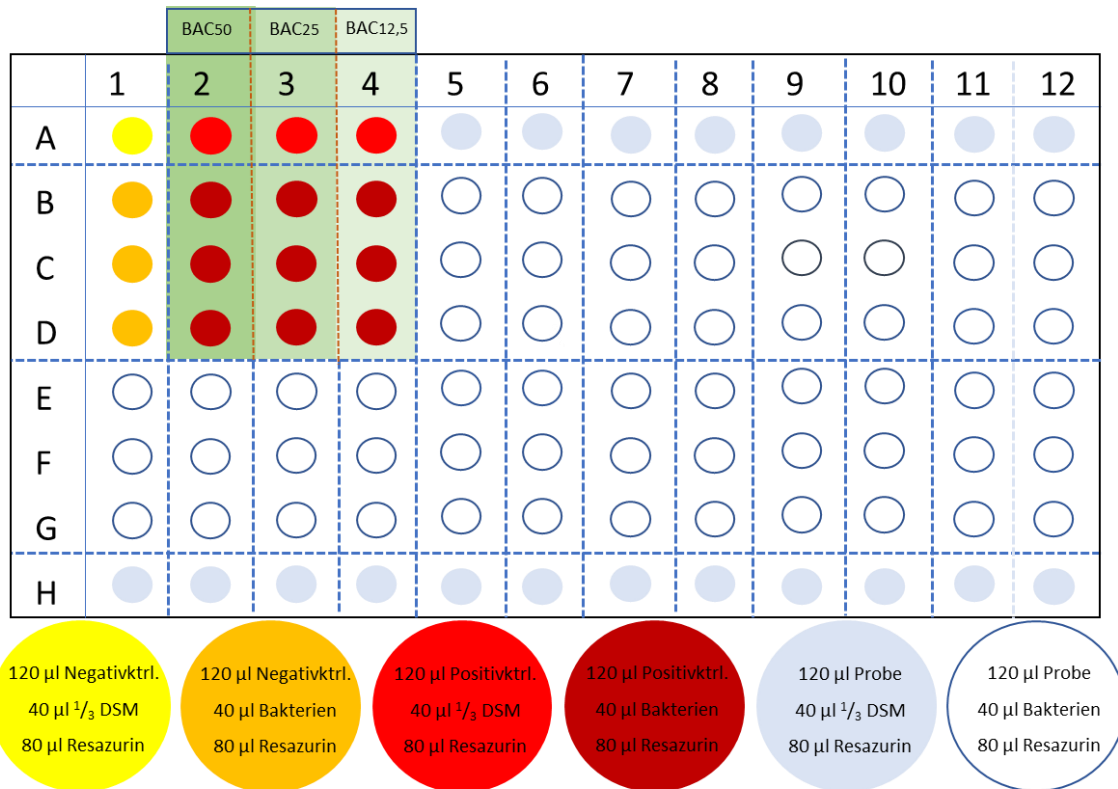 BAC50 BAC25 BAC12,5
1 2 3 4 5 6 7 8 9 10 11 12
A
B
C
D
E
F
G
H
120 µl Negativktrl.
40 µl 1/3 DSM
80 µl Resazurin
120 µl Negativktrl.
40 µl Bakterien
80 µl Resazurin
120 µl Positivktrl.
40 µl 1/3 DSM
80 µl Resazurin
120 µl Positivktrl.
40 µl Bakterien
80 µl Resazurin
120 µl Probe
40 µl 1/3 DSM
80 µl Resazurin
120 µl Probe
40 µl Bakterien
80 µl Resazurin